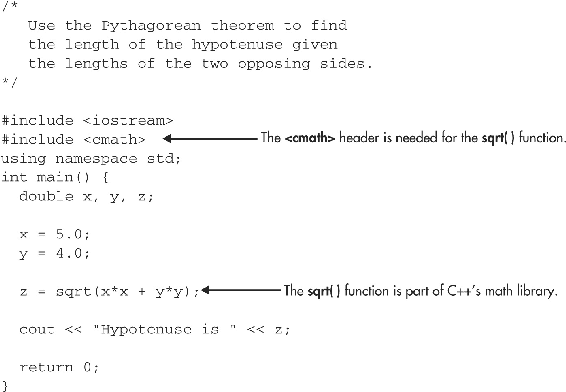 /*
Use the Pythagorean theorem to find
the length of the hypotenuse given
the lengths of the two opposing sides.
*/
#include <iostream>
#include <cmath> The <cmath> header is needed for the sqrt( ) function.
using namespace std;
int main() {
double x, y, z;
x = 5.0;
y = 4.0;
z = sqrt(x*x + y*y); The sqrt( ) function is part of C++'s math library.
cout << "Hypotenuse is " << z;
return 0;
}